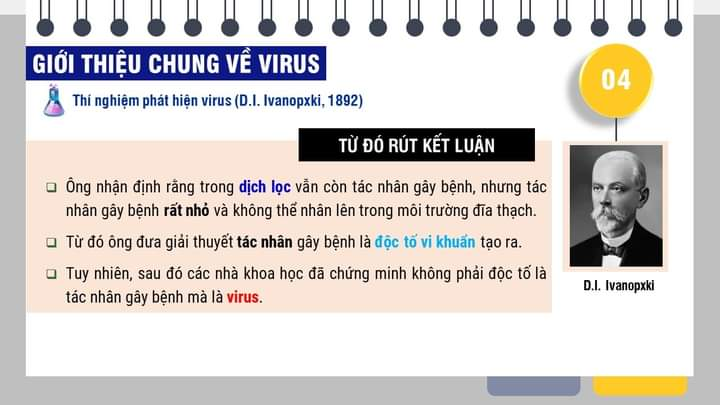 GIỚI THIỆU CHUNG VỀ VIRUS
04
Thí nghiệm phát hiện virus (D.I. Ivanopxki, 1892)
TỪ ĐÓ RÚT KẾT LUẬN
Ông nhận định rằng trong dịch lọc vẫn còn tác nhân gây bệnh, nhưng tác
nhân gây bệnh rất nhỏ và không thể nhân lên trong môi trường đĩa thạch.
Từ đó ông đưa giải thuyết tác nhân gây bệnh là độc tố vi khuẩn tạo ra.
Tuy nhiên, sau đó các nhà khoa học đã chứng minh không phải độc tố là
tác nhân gây bệnh mà là virus.
D.I. Ivanopxki